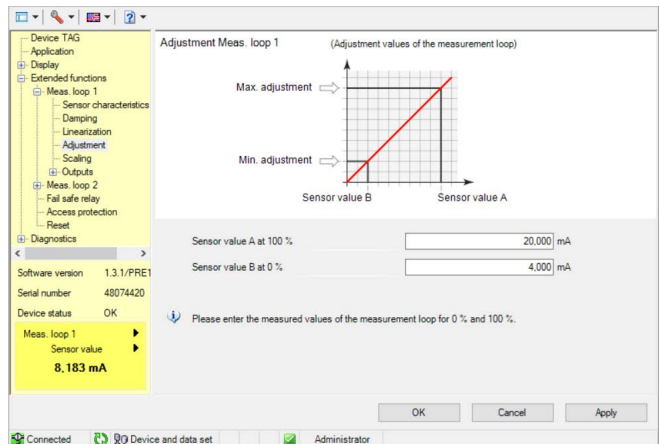 Device TAG
Application
Display
Extended functions
Meas. loop 1
Sensor characteristics
Damping
Linearization
Adjustment
Scaling
Outputs
Meas. loop 2
Fail safe relay
Access protection
Reset
Diagnostics
Software version 1.3.1/PRE1
Serial number 48074420
Device status OK
Meas. loop 1
Sensor value
8,183 mA
Adjustment Meas. loop 1 (Adjustment values of the measurement loop)
Max. adjustment
Min. adjustment
Sensor value B Sensor value A
Sensor value A at 100 % 20,000 mA
Sensor value B at 0 % 4,000 mA
Please enter the measured values of the measurement loop for 0 % and 100 %.
OK Cancel Apply
Connected Device and data set Administrator